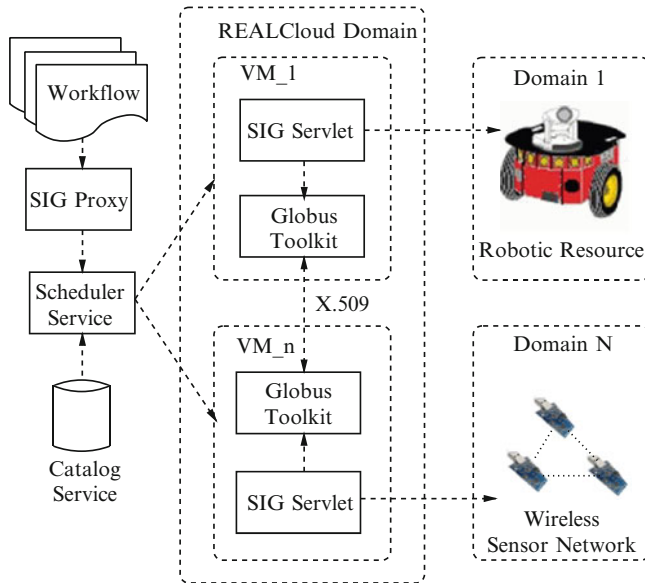 REALCloud Domain
Workflow
SIG Proxy
Scheduler
Service
Catalog
Service
VM_1
SIG Servlet
Globus
Toolkit
X.509
VM_n
Globus
Toolkit
SIG Servlet
Domain 1
Robotic Resource
Domain N
Wireless
Sensor Network